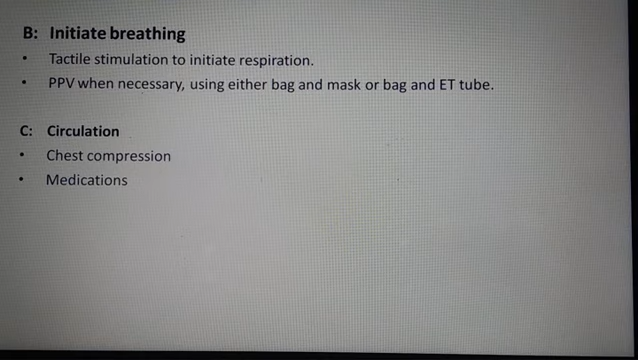 B: Initiate breathing
• Tactile stimulation to initiate respiration.
• PPV when necessary, using either bag and mask or bag and ET tube.
C: Circulation
• Chest compression
• Medications